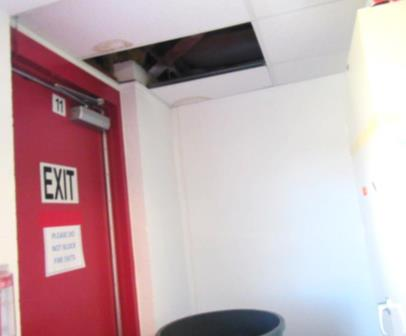 11
EXIT
PLEASE DO
NOT BLOCK
FIRE EXITS